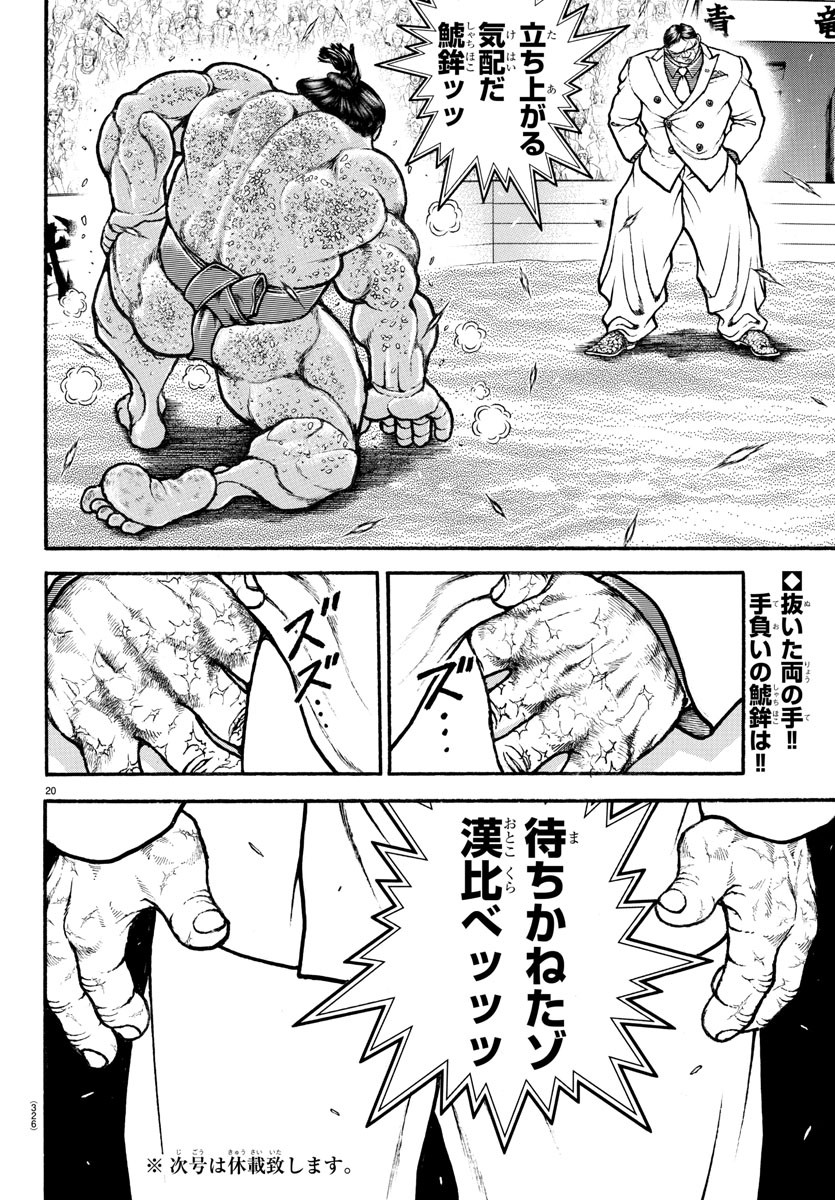 青竜
立ち上がる
気配だ
鯱鉾ッッ
◆抜いた両の手!!
手負いの鯱鉾は!!
ズズ…
ズズ…
待ちかねたゾ
漢比べッッッ
※次号は休載致します。
20
(326)